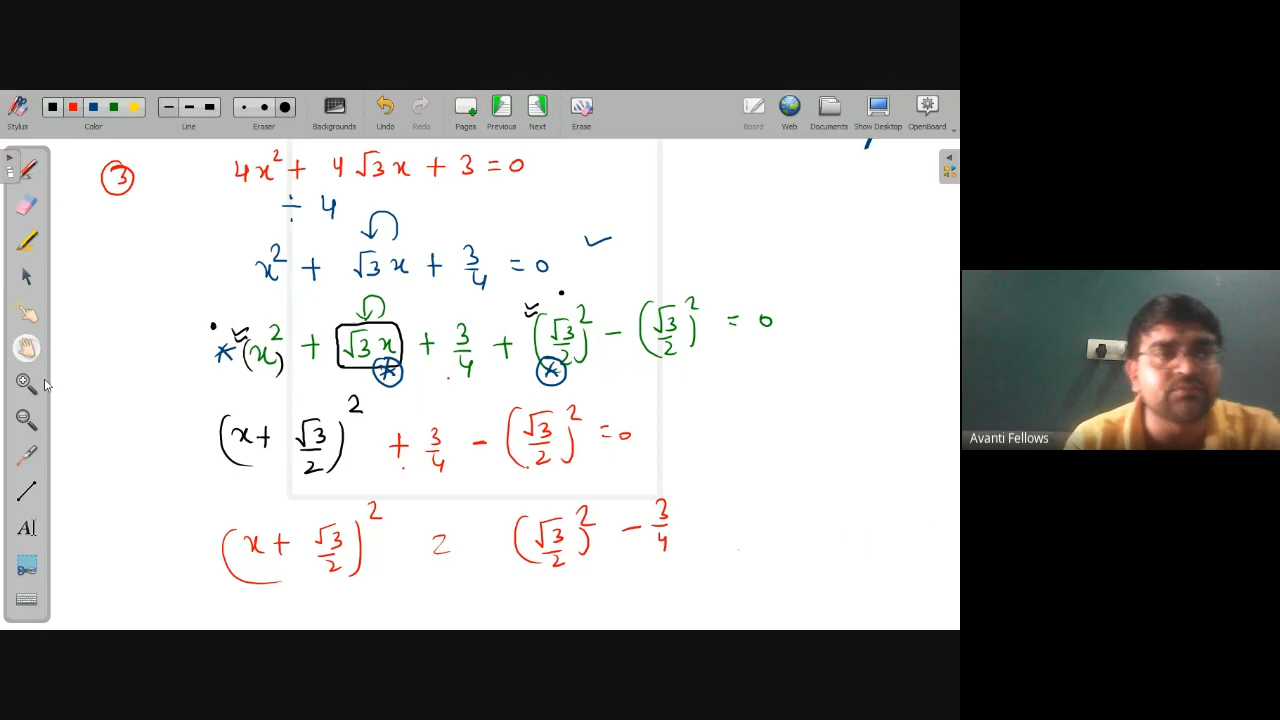 Stylus
Color
Line
Eraser
Backgrounds
Undo
Redo
Pages
Previous
Next
Erase
Board
Web
Documents
Show Desktop
OpenBoard
③ 4x² + 4√3x + 3 = 0
÷ 4
x² + √3x + 3/4 = 0 ✓
* (x²) + √3x + 3/4 + (√3/2)² − (√3/2)² = 0
* *
(x + √3/2)² + 3/4 − (√3/2)² = 0
(x + √3/2)² = (√3/2)² − 3/4
Avanti Fellows